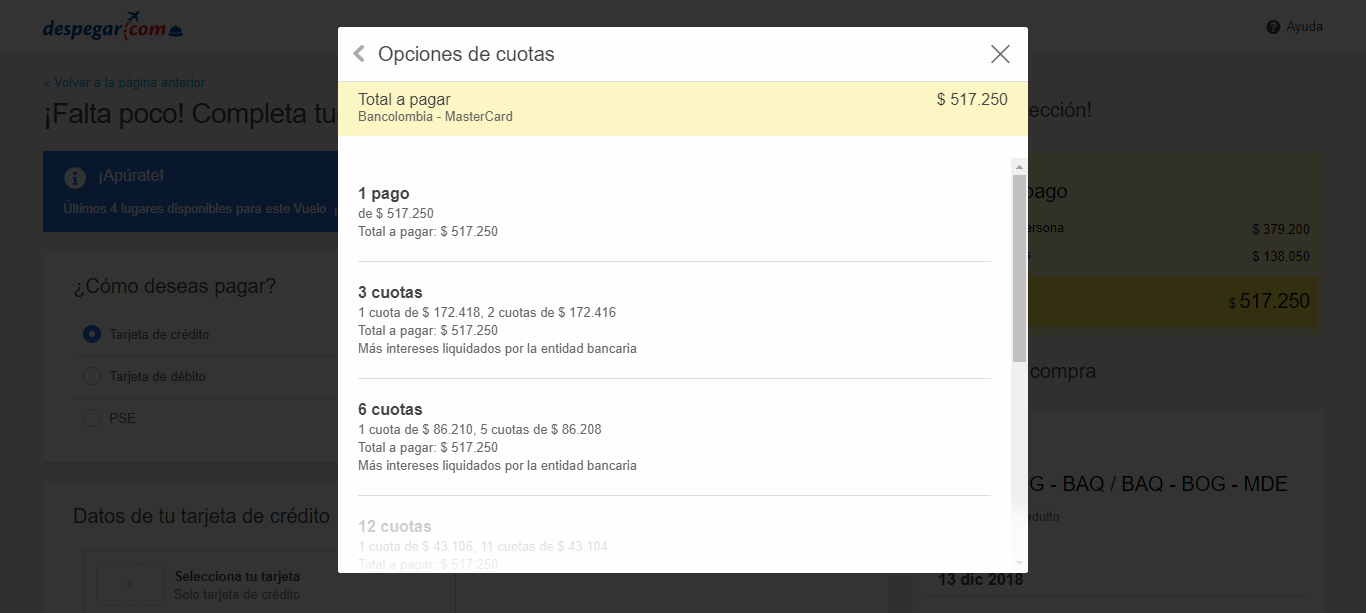 despegar.com
Ayuda
« Volver a la página anterior
¡Falta poco! Completa tu
ección!
¡Apúrate!
Últimos 4 lugares disponibles para este Vuelo. ¡
¿Cómo deseas pagar?
Tarjeta de crédito
Tarjeta de débito
PSE
Datos de tu tarjeta de crédito
Selecciona tu tarjeta
Solo tarjeta de crédito
Opciones de cuotas
Total a pagar
$ 517.250
Bancolombia - MasterCard
1 pago
de $ 517.250
Total a pagar: $ 517.250
3 cuotas
1 cuota de $ 172.418, 2 cuotas de $ 172.416
Total a pagar: $ 517.250
Más intereses liquidados por la entidad bancaria
6 cuotas
1 cuota de $ 86.210, 5 cuotas de $ 86.208
Total a pagar: $ 517.250
Más intereses liquidados por la entidad bancaria
12 cuotas
1 cuota de $ 43.106, 11 cuotas de $ 43.104
Total a pagar: $ 517.250
pago
ersona
$ 379.200
s
$ 138.050
$ 517.250
compra
G - BAQ / BAQ - BOG - MDE
adulto
13 dic 2018